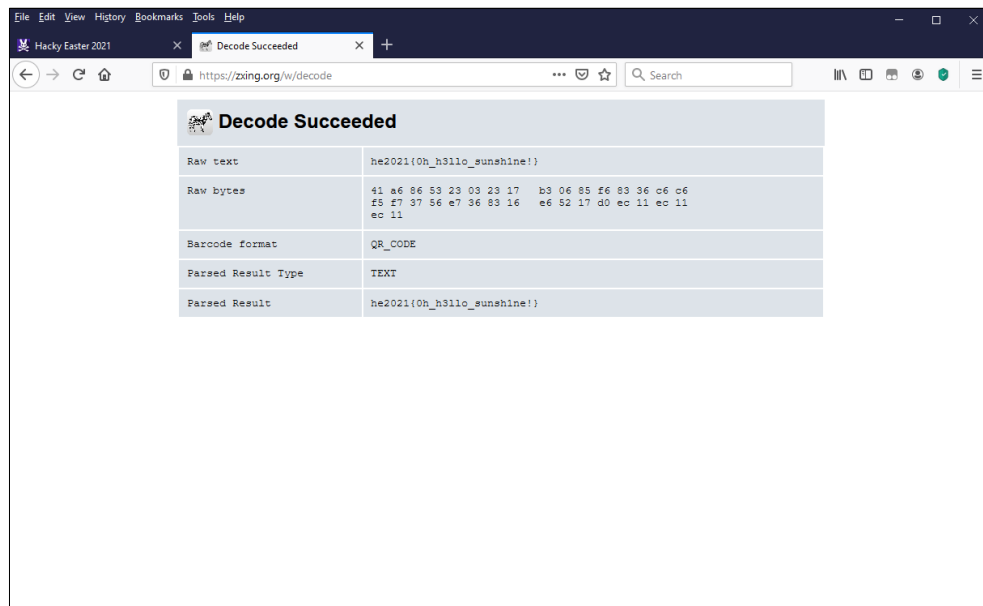 File Edit View History Bookmarks Tools Help
Hacky Easter 2021
Decode Succeeded
https://zxing.org/w/decode
Search
Decode Succeeded
Raw text he2021{0h_h3llo_sunsh1ne!}
Raw bytes 41 a6 86 53 23 03 23 17 b3 06 85 f6 83 36 c6 c6
f5 f7 37 56 e7 36 83 16 e6 52 17 d0 ec 11 ec 11
ec 11
Barcode format QR_CODE
Parsed Result Type TEXT
Parsed Result he2021{0h_h3llo_sunsh1ne!}